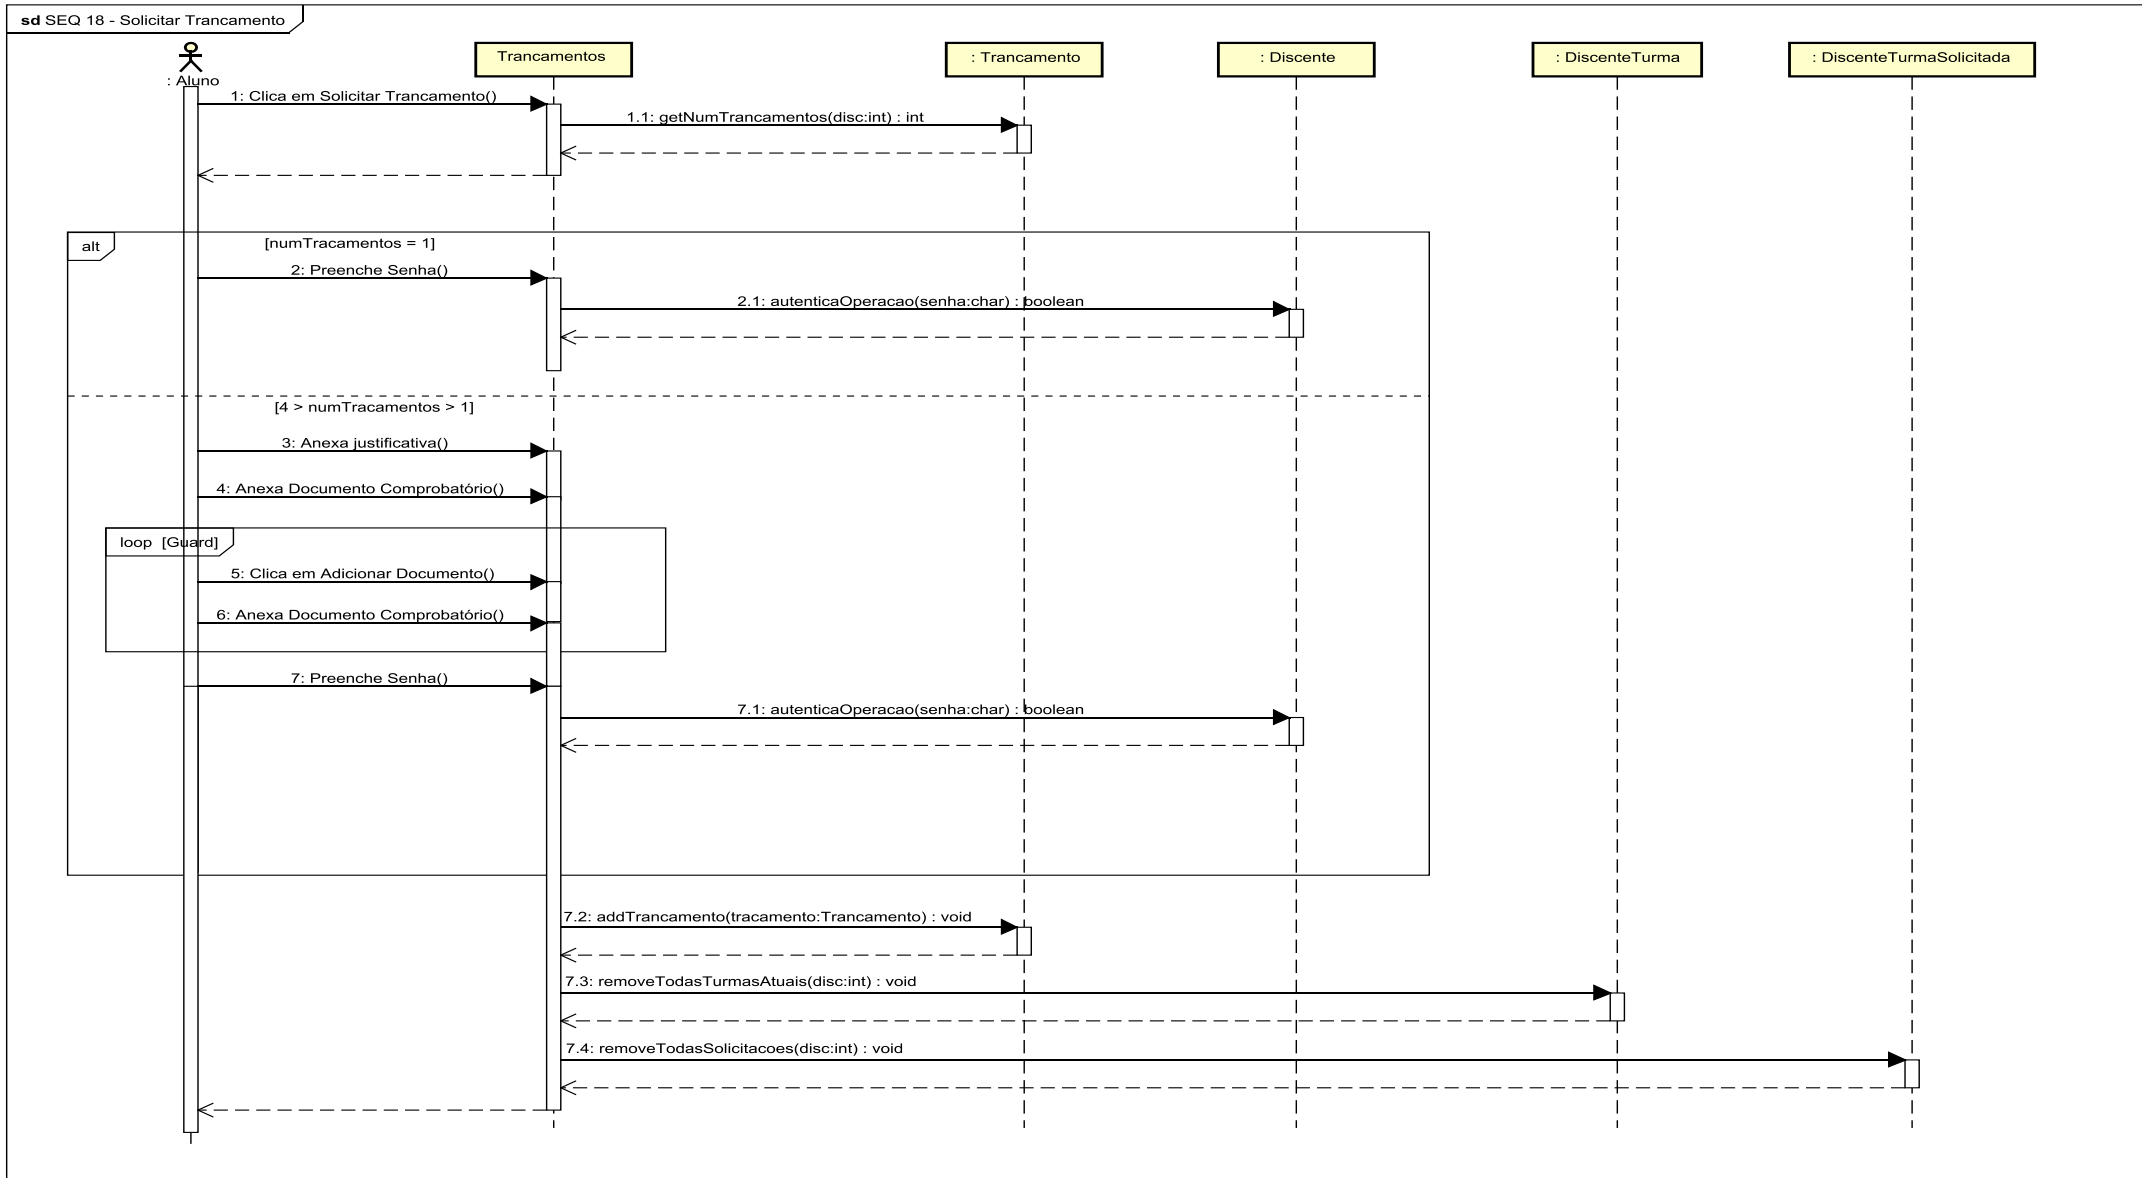 sd SEQ 18 - Solicitar Trancamento
: Aluno
Trancamentos
: Trancamento
: Discente
: DiscenteTurma
: DiscenteTurmaSolicitada
1: Clica em Solicitar Trancamento()
1.1: getNumTrancamentos(disc:int) : int
alt
[numTracamentos = 1]
2: Preenche Senha()
2.1: autenticaOperacao(senha:char) : boolean
[4 > numTracamentos > 1]
3: Anexa justificativa()
4: Anexa Documento Comprobatório()
loop [Guard]
5: Clica em Adicionar Documento()
6: Anexa Documento Comprobatório()
7: Preenche Senha()
7.1: autenticaOperacao(senha:char) : boolean
7.2: addTrancamento(tracamento:Trancamento) : void
7.3: removeTodasTurmasAtuais(disc:int) : void
7.4: removeTodasSolicitacoes(disc:int) : void